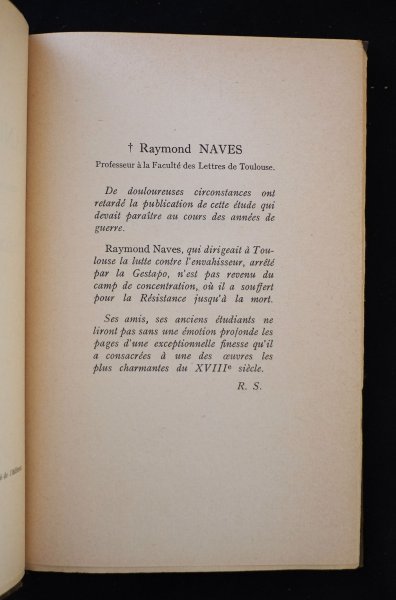 † Raymond NAVES
Professeur à la Faculté des Lettres de Toulouse.
De douloureuses circonstances ont
retardé la publication de cette étude qui
devait paraître au cours des années de
guerre.
Raymond Naves, qui dirigeait à Tou-
louse la lutte contre l'envahisseur, arrêté
par la Gestapo, n'est pas revenu du
camp de concentration, où il a souffert
pour la Résistance jusqu'à la mort.
Ses amis, ses anciens étudiants ne
liront pas sans une émotion profonde les
pages d'une exceptionnelle finesse qu'il
a consacrées à une des œuvres les
plus charmantes du XVIIIe siècle.
R. S.